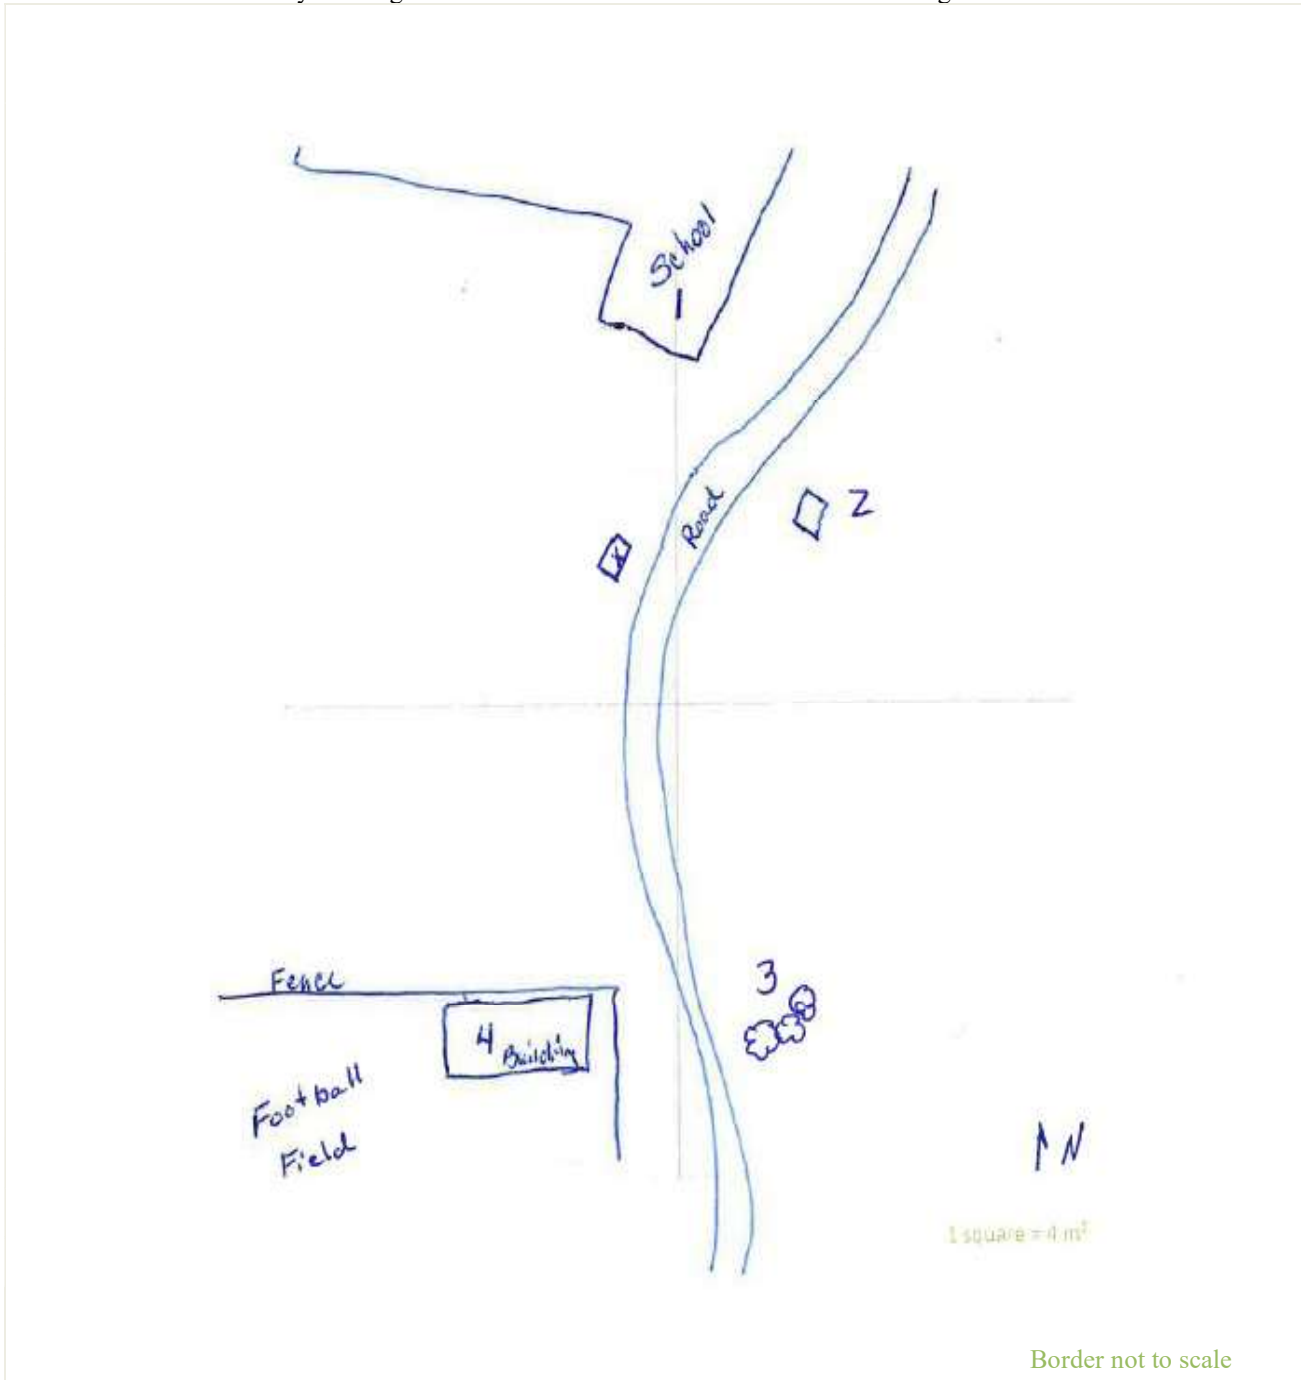 School
1
Road
2
X
3
Fence
4 Building
Football
Field
N
1 square = 4 m²
Border not to scale